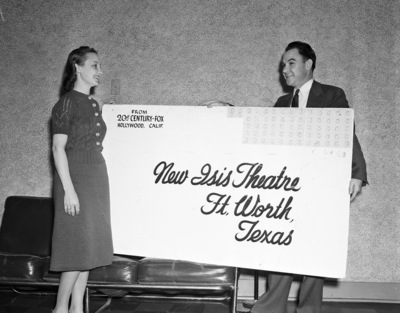 FROM
20th CENTURY-FOX
HOLLYWOOD, CALIF.
New Isis Theatre
Ft. Worth,
Texas